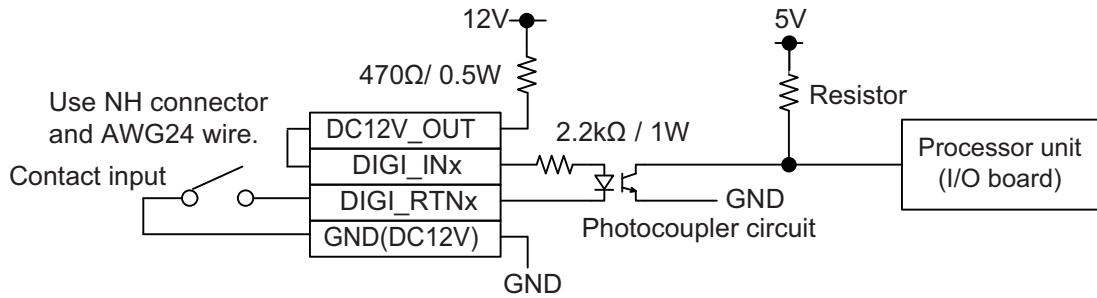 12V
5V
470Ω/ 0.5W
Use NH connector
and AWG24 wire.
Resistor
DC12V_OUT
2.2kΩ / 1W
Processor unit
(I/O board)
DIGI_INx
Contact input
DIGI_RTNx
GND
Photocoupler circuit
GND(DC12V)
GND